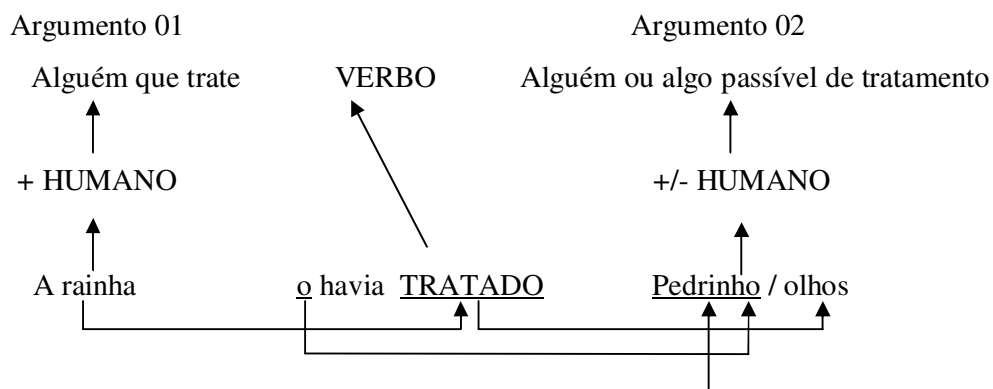 Argumento 01 Argumento 02
Alguém que trate VERBO Alguém ou algo passível de tratamento
+ HUMANO +/- HUMANO
A rainha o havia TRATADO Pedrinho / olhos